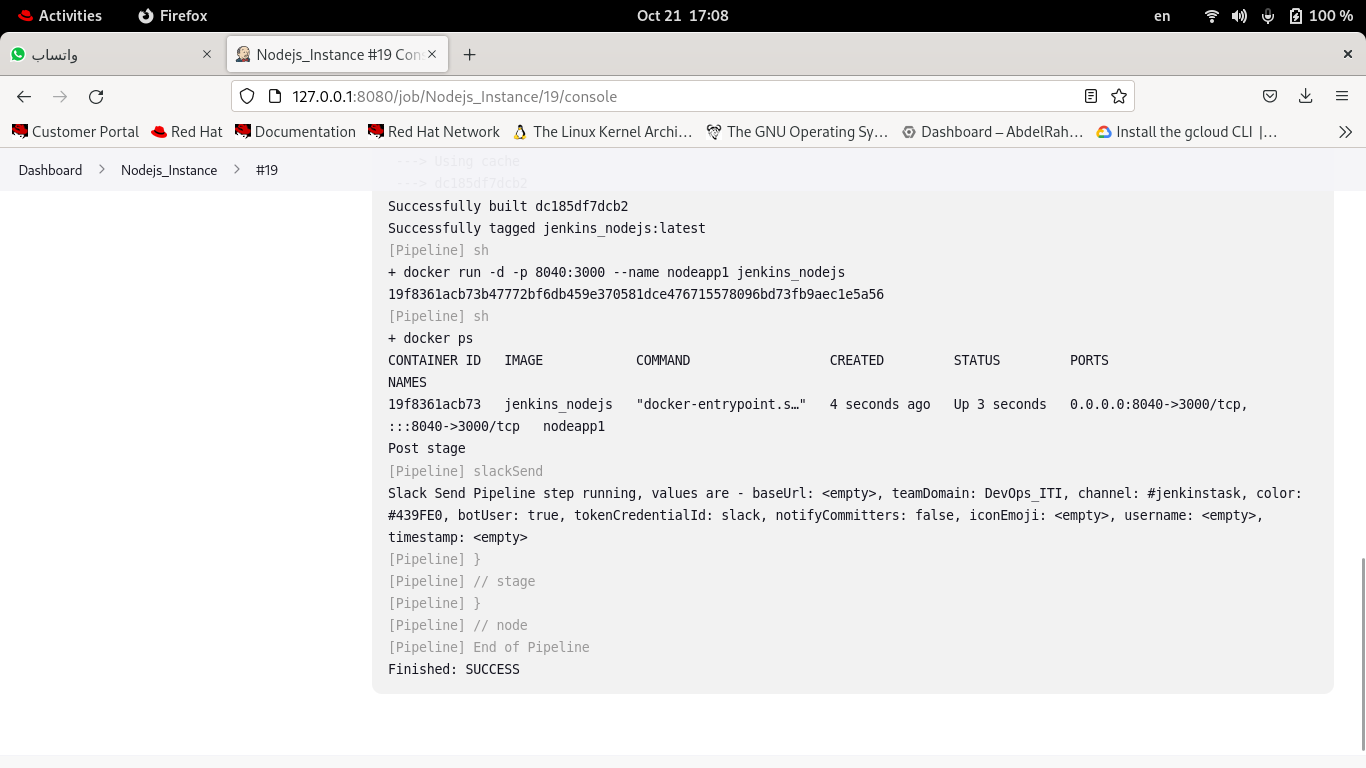 Activities Firefox Oct 21 17:08 en 100 %
واتساب Nodejs_Instance #19 Con
127.0.0.1:8080/job/Nodejs_Instance/19/console
Customer Portal Red Hat Documentation Red Hat Network The Linux Kernel Archi… The GNU Operating Sy… Dashboard – AbdelRah… Install the gcloud CLI |…
---> Using cache
Dashboard Nodejs_Instance #19
---> dc185df7dcb2
Successfully built dc185df7dcb2
Successfully tagged jenkins_nodejs:latest
[Pipeline] sh
+ docker run -d -p 8040:3000 --name nodeapp1 jenkins_nodejs
19f8361acb73b47772bf6db459e370581dce476715578096bd73fb9aec1e5a56
[Pipeline] sh
+ docker ps
CONTAINER ID IMAGE COMMAND CREATED STATUS PORTS
NAMES
19f8361acb73 jenkins_nodejs "docker-entrypoint.s…" 4 seconds ago Up 3 seconds 0.0.0.0:8040->3000/tcp,
:::8040->3000/tcp nodeapp1
Post stage
[Pipeline] slackSend
Slack Send Pipeline step running, values are - baseUrl: <empty>, teamDomain: DevOps_ITI, channel: #jenkinstask, color:
#439FE0, botUser: true, tokenCredentialId: slack, notifyCommitters: false, iconEmoji: <empty>, username: <empty>,
timestamp: <empty>
[Pipeline] }
[Pipeline] // stage
[Pipeline] }
[Pipeline] // node
[Pipeline] End of Pipeline
Finished: SUCCESS